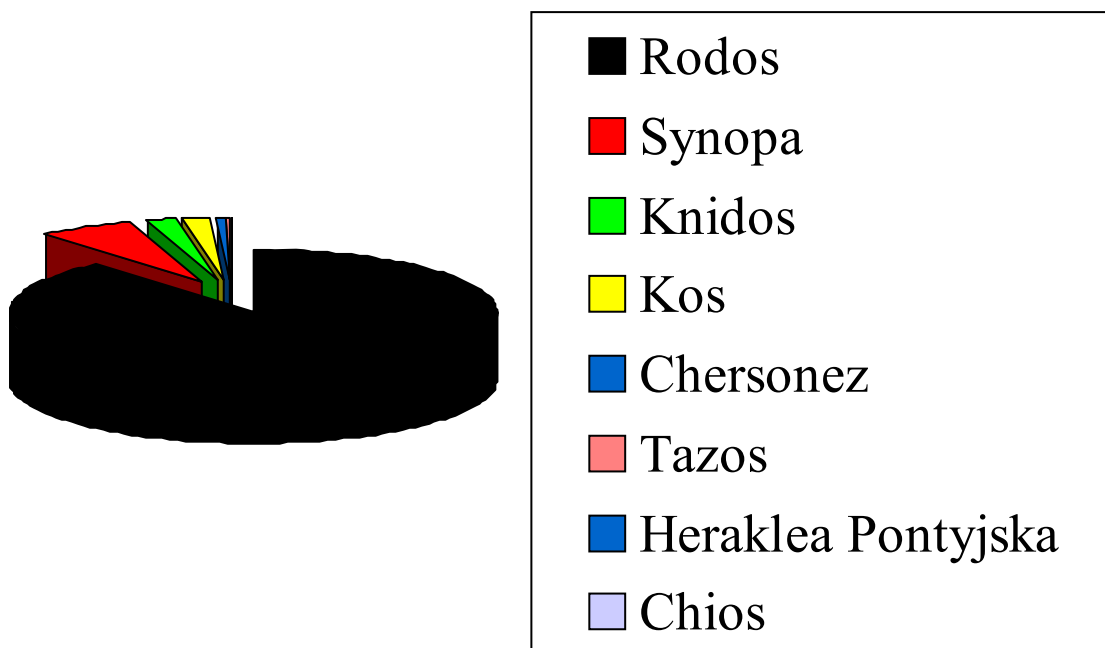 Rodos
Synopa
Knidos
Kos
Chersonez
Tazos
Heraklea Pontyjska
Chios